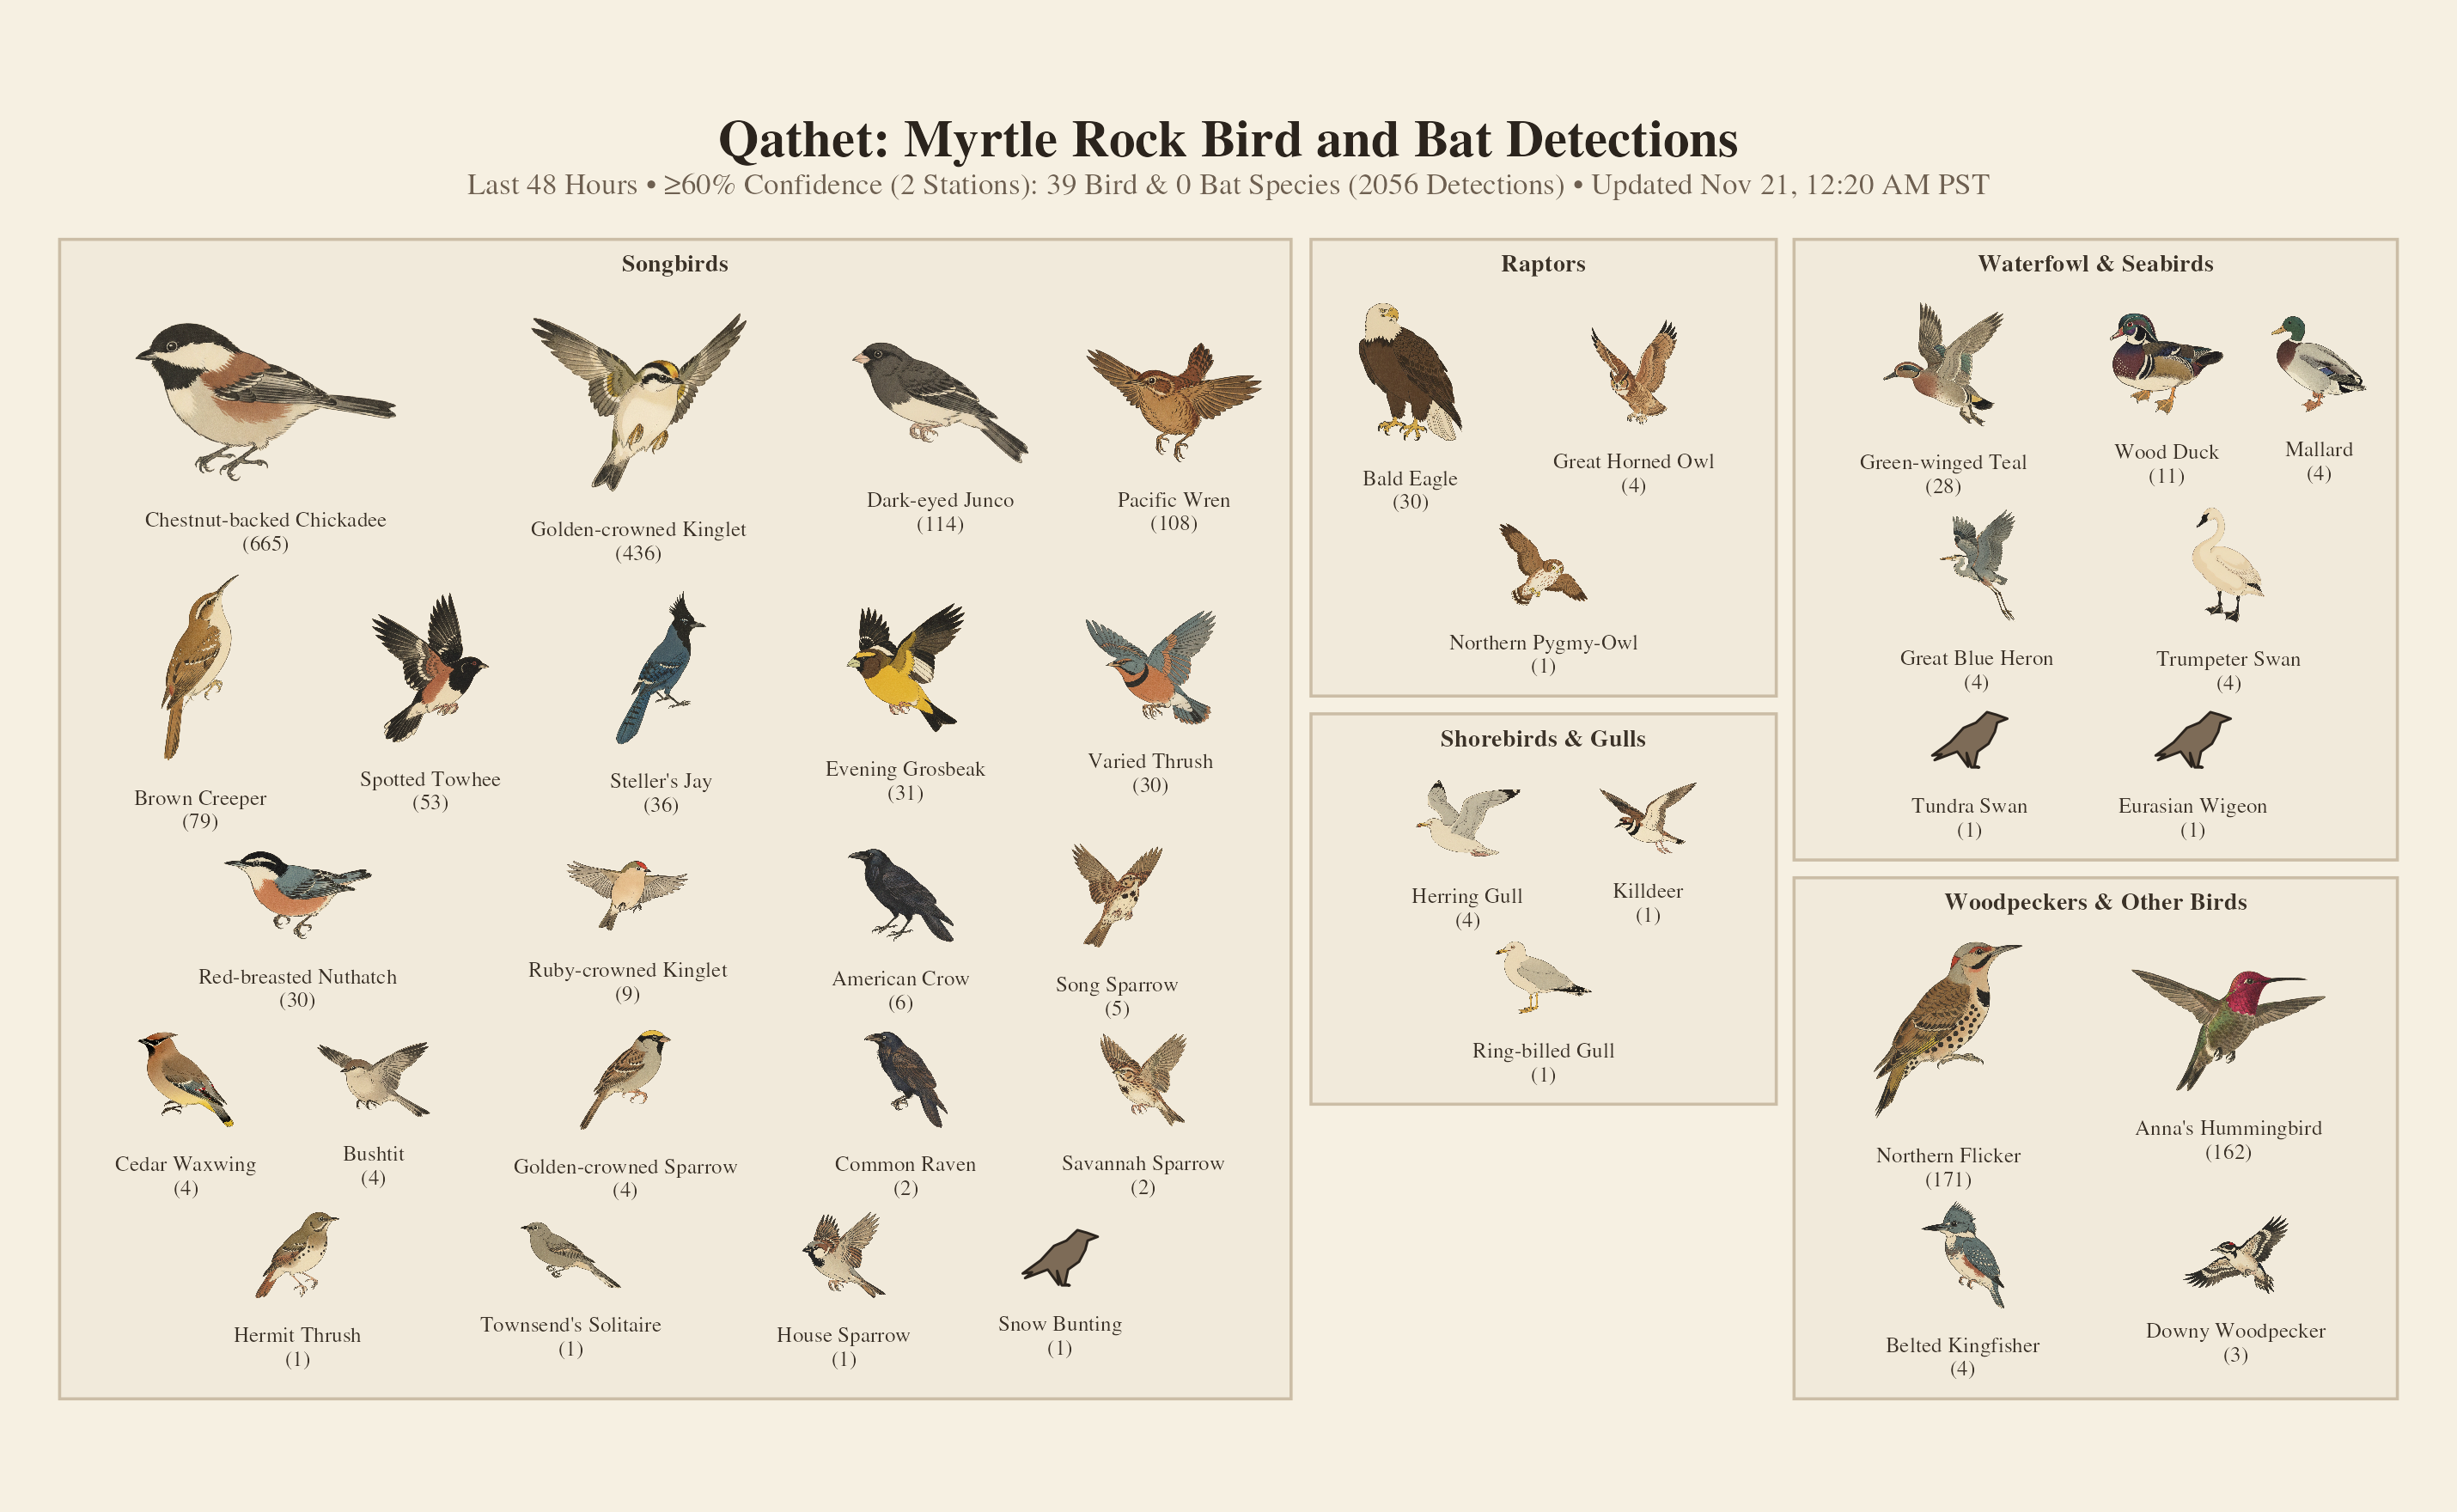 Qathet: Myrtle Rock Bird and Bat Detections
Last 48 Hours • ≥60% Confidence (2 Stations): 39 Bird & 0 Bat Species (2056 Detections) • Updated Nov 21, 12:20 AM PST
Songbirds
Chestnut-backed Chickadee
(665)
Golden-crowned Kinglet
(436)
Dark-eyed Junco
(114)
Pacific Wren
(108)
Brown Creeper
(79)
Spotted Towhee
(53)
Steller's Jay
(36)
Evening Grosbeak
(31)
Varied Thrush
(30)
Red-breasted Nuthatch
(30)
Ruby-crowned Kinglet
(9)
American Crow
(6)
Song Sparrow
(5)
Cedar Waxwing
(4)
Bushtit
(4)
Golden-crowned Sparrow
(4)
Common Raven
(2)
Savannah Sparrow
(2)
Hermit Thrush
(1)
Townsend's Solitaire
(1)
House Sparrow
(1)
Snow Bunting
(1)
Raptors
Bald Eagle
(30)
Great Horned Owl
(4)
Northern Pygmy-Owl
(1)
Shorebirds & Gulls
Herring Gull
(4)
Killdeer
(1)
Ring-billed Gull
(1)
Waterfowl & Seabirds
Green-winged Teal
(28)
Wood Duck
(11)
Mallard
(4)
Great Blue Heron
(4)
Trumpeter Swan
(4)
Tundra Swan
(1)
Eurasian Wigeon
(1)
Woodpeckers & Other Birds
Northern Flicker
(171)
Anna's Hummingbird
(162)
Belted Kingfisher
(4)
Downy Woodpecker
(3)